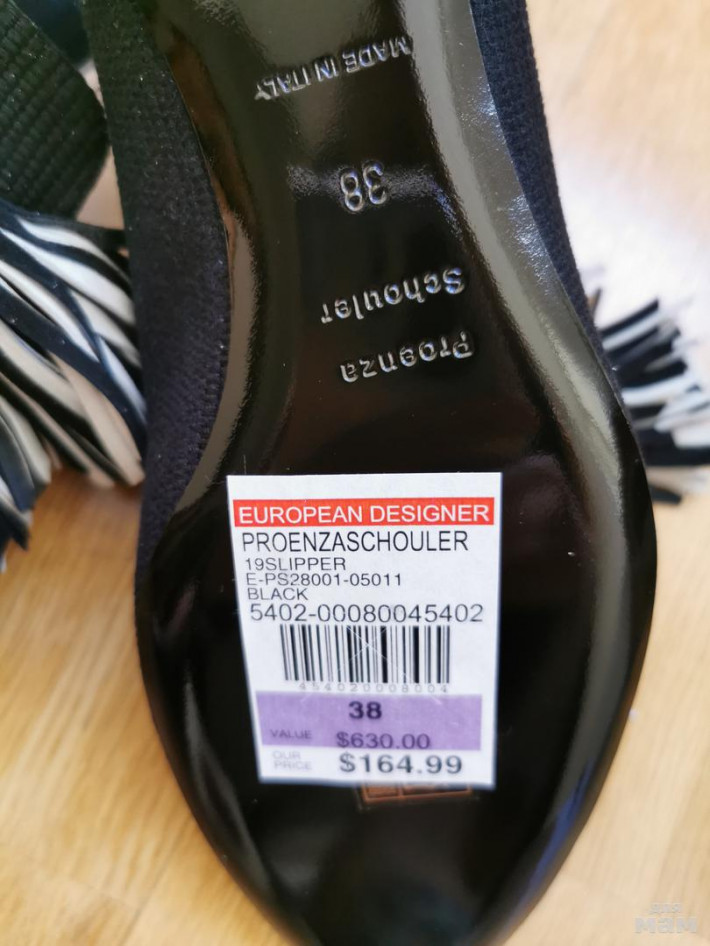 MADE IN ITALY
38
Schouler
Proenza
EUROPEAN DESIGNER
PROENZASCHOULER
19SLIPPER
E-PS28001-05011
BLACK
5402-00080045402
454020008004
38
VALUE $630.00
OUR PRICE $164.99